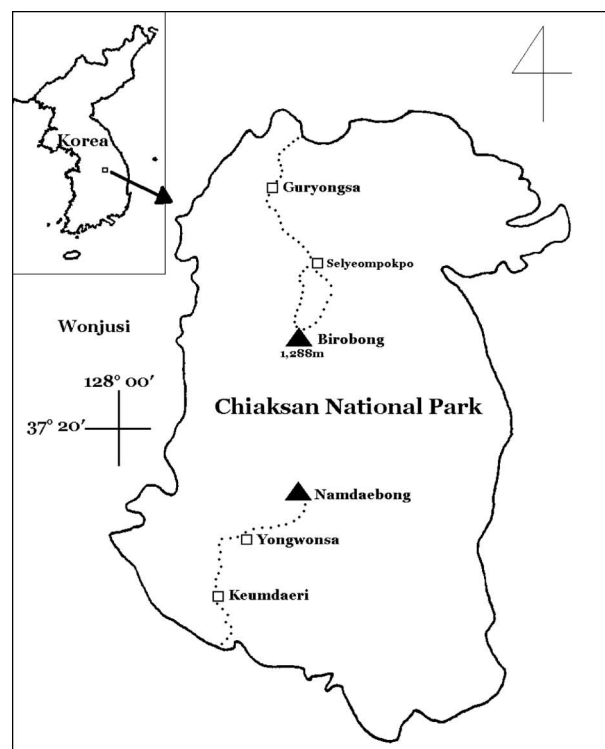 Korea
Guryongsa
Selyeompokpo
Wonjusi
Birobong
1,288m
128° 00′
Chiaksan National Park
37° 20′
Namdaebong
Yongwonsa
Keumdaeri